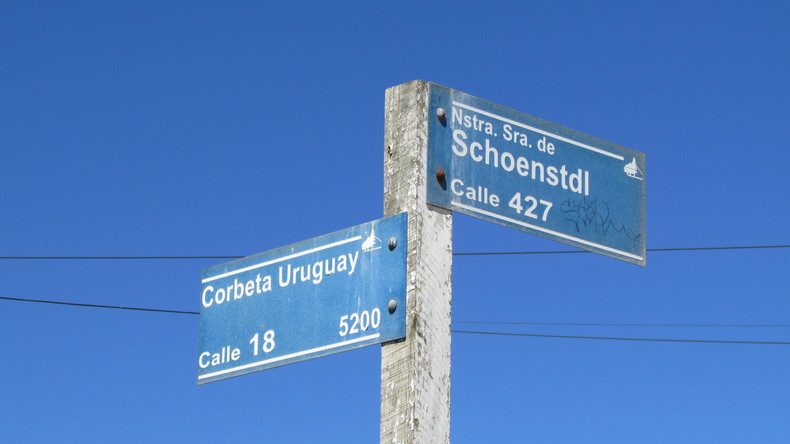 Nstra. Sra. de
Schoenstdl
Calle 427
Corbeta Uruguay
5200
Calle 18